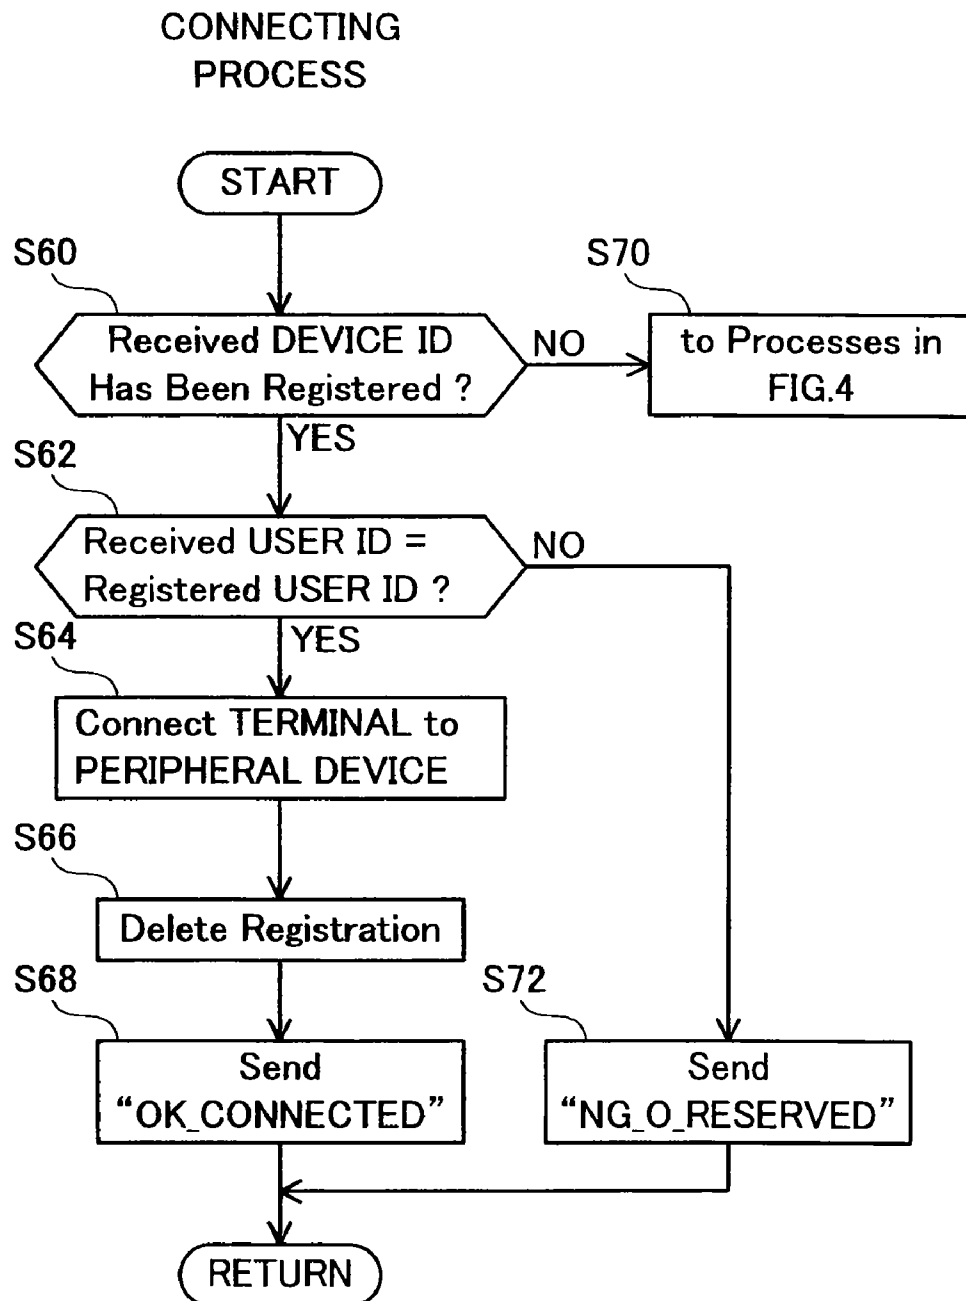 CONNECTING
PROCESS
START
S60
Received DEVICE ID
Has Been Registered ?
NO
S70
to Processes in
FIG.4
YES
S62
Received USER ID =
Registered USER ID ?
NO
YES
S64
Connect TERMINAL to
PERIPHERAL DEVICE
S66
Delete Registration
S68
Send
“OK_CONNECTED”
S72
Send
“NG_O_RESERVED”
RETURN